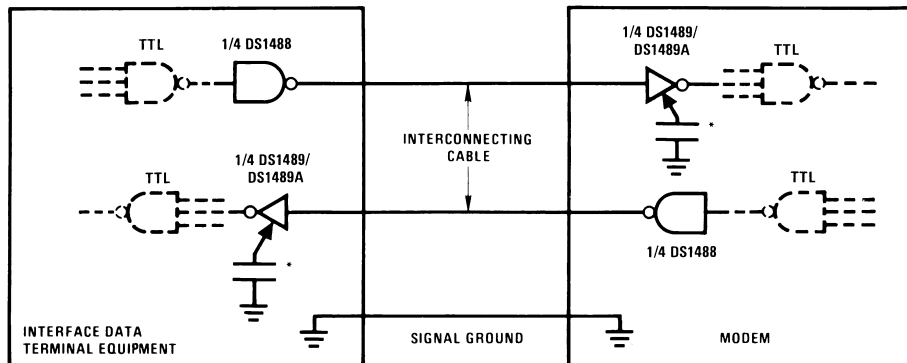 TTL
1/4 DS1488
1/4 DS1489/
DS1489A
TTL
*
INTERCONNECTING
CABLE
TTL
1/4 DS1489/
DS1489A
TTL
*
1/4 DS1488
INTERFACE DATA
TERMINAL EQUIPMENT
SIGNAL GROUND
MODEM